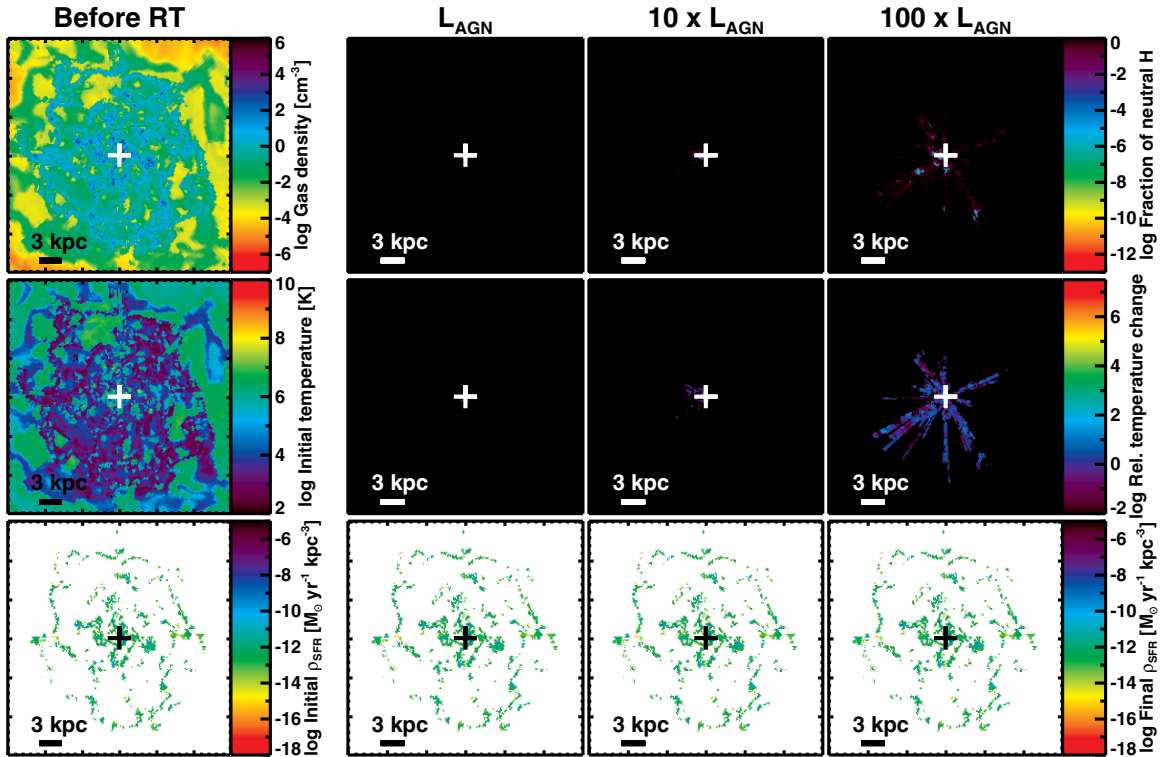 Before RT
L_AGN
10 x L_AGN
100 x L_AGN
6
4
2
0
-2
-4
-6
log Gas density [cm⁻³]
3 kpc
3 kpc
3 kpc
3 kpc
0
-2
-4
-6
-8
-10
-12
log Fraction of neutral H
10
8
6
4
2
log Initial temperature [K]
3 kpc
3 kpc
3 kpc
3 kpc
6
4
2
0
-2
log Rel. temperature change
-6
-8
-10
-12
-14
-16
-18
log Initial ρ_SFR [M_⊙ yr⁻¹ kpc⁻³]
3 kpc
3 kpc
3 kpc
3 kpc
-6
-8
-10
-12
-14
-16
-18
log Final ρ_SFR [M_⊙ yr⁻¹ kpc⁻³]